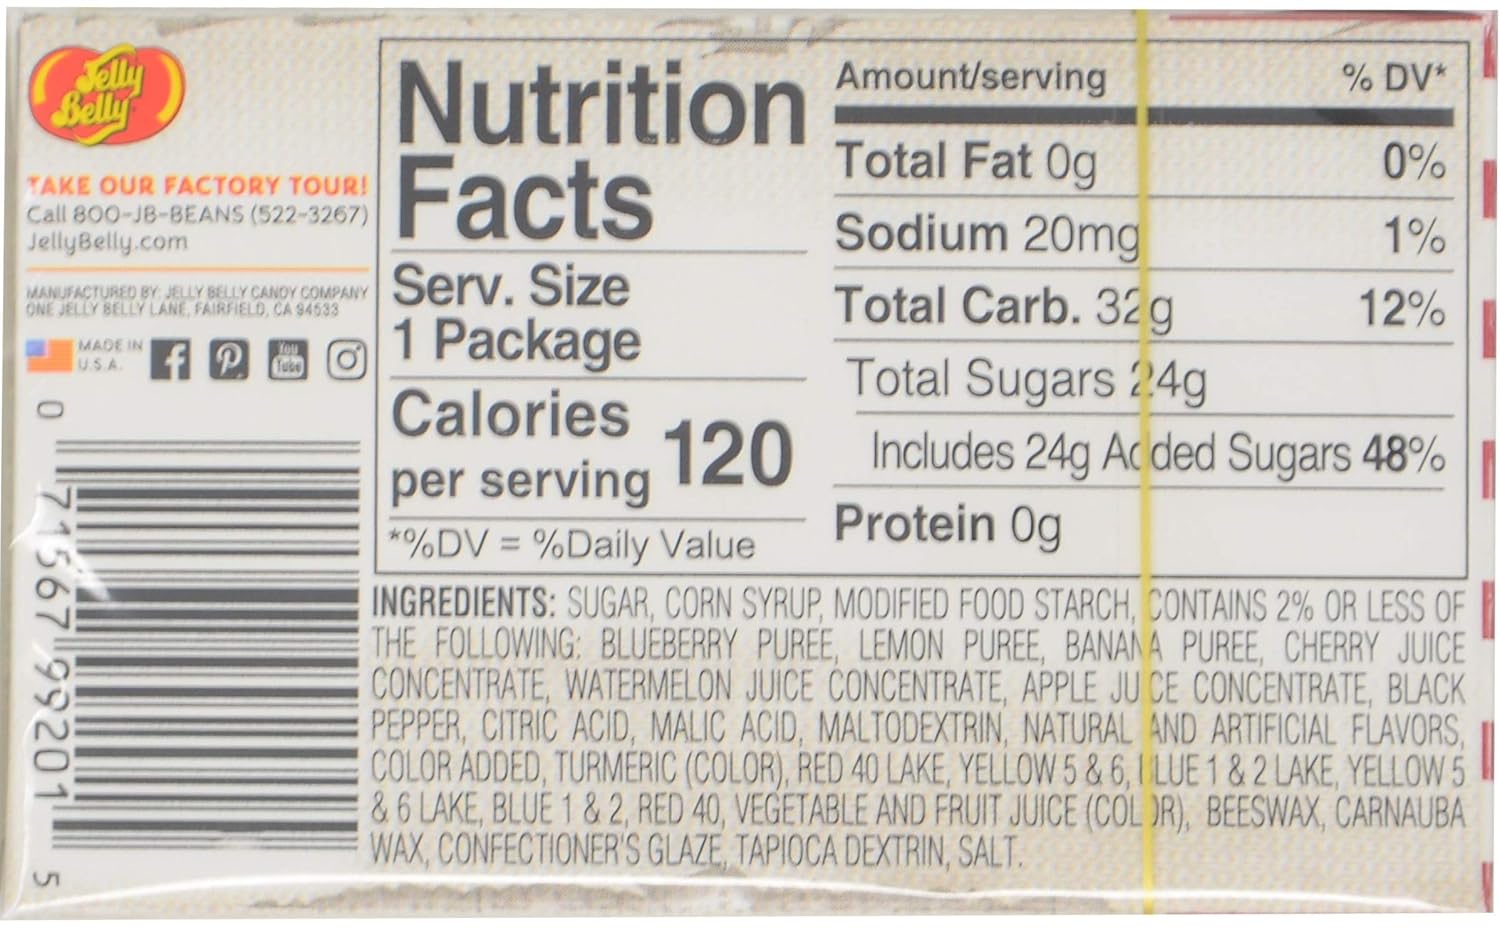 Jelly
Belly
TAKE OUR FACTORY TOUR!
Call 800-JB-BEANS (522-3267)
JellyBelly.com
MANUFACTURED BY: JELLY BELLY CANDY COMPANY
ONE JELLY BELLY LANE, FAIRFIELD, CA 94533
MADE IN
U.S.A.
You
Tube
0 71567 99201 5
Nutrition
Facts
Serv. Size
1 Package
Calories
per serving 120
*%DV = %Daily Value
Amount/serving % DV*
Total Fat 0g 0%
Sodium 20mg 1%
Total Carb. 32g 12%
Total Sugars 24g
Includes 24g Added Sugars 48%
Protein 0g
INGREDIENTS: SUGAR, CORN SYRUP, MODIFIED FOOD STARCH, CONTAINS 2% OR LESS OF
THE FOLLOWING: BLUEBERRY PUREE, LEMON PUREE, BANANA PUREE, CHERRY JUICE
CONCENTRATE, WATERMELON JUICE CONCENTRATE, APPLE JUICE CONCENTRATE, BLACK
PEPPER, CITRIC ACID, MALIC ACID, MALTODEXTRIN, NATURAL AND ARTIFICIAL FLAVORS,
COLOR ADDED, TURMERIC (COLOR), RED 40 LAKE, YELLOW 5 & 6, BLUE 1 & 2 LAKE, YELLOW 5
& 6 LAKE, BLUE 1 & 2, RED 40, VEGETABLE AND FRUIT JUICE (COLOR), BEESWAX, CARNAUBA
WAX, CONFECTIONER'S GLAZE, TAPIOCA DEXTRIN, SALT.